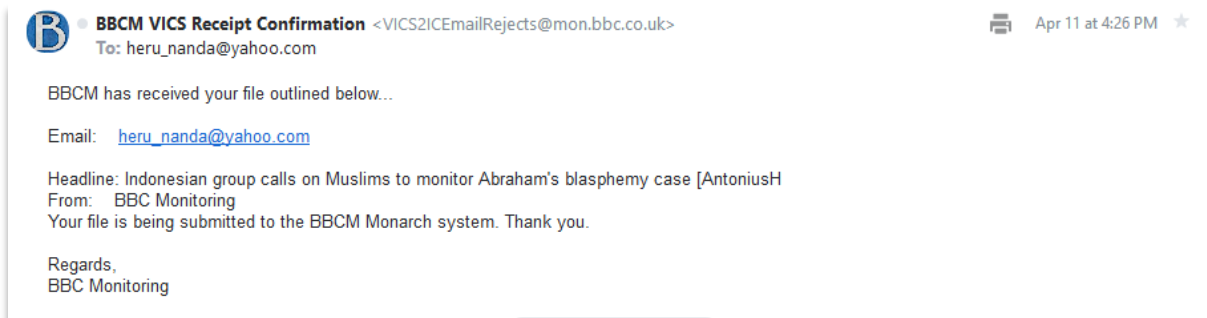 B BBCM VICS Receipt Confirmation <VICS2ICEmailRejects@mon.bbc.co.uk> Apr 11 at 4:26 PM
To: heru_nanda@yahoo.com
BBCM has received your file outlined below...
Email: heru_nanda@yahoo.com
Headline: Indonesian group calls on Muslims to monitor Abraham's blasphemy case [AntoniusH
From: BBC Monitoring
Your file is being submitted to the BBCM Monarch system. Thank you.
Regards,
BBC Monitoring